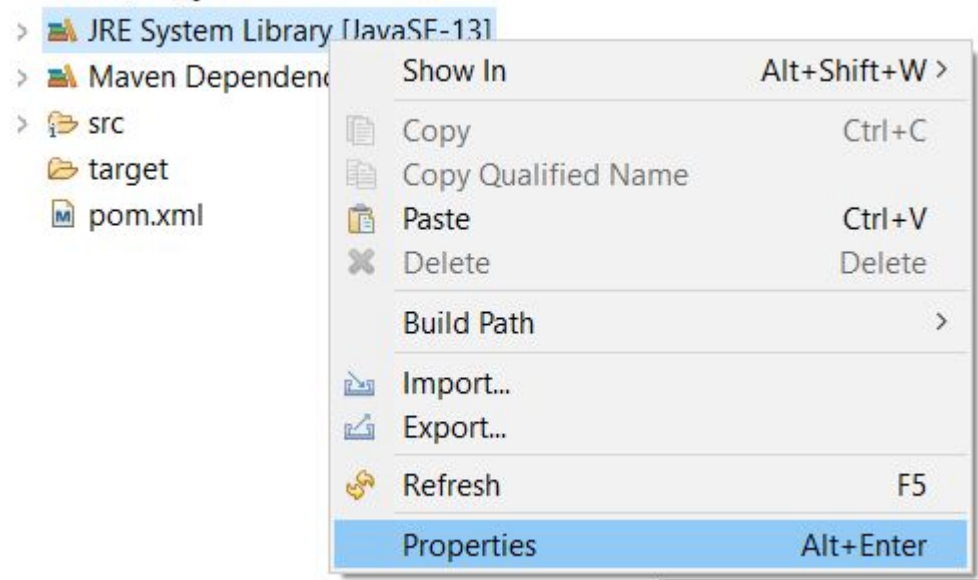 JRE System Library [JavaSE-13]
Maven Dependenc
src
target
pom.xml
Show In Alt+Shift+W >
Copy Ctrl+C
Copy Qualified Name
Paste Ctrl+V
Delete Delete
Build Path >
Import...
Export...
Refresh F5
Properties Alt+Enter